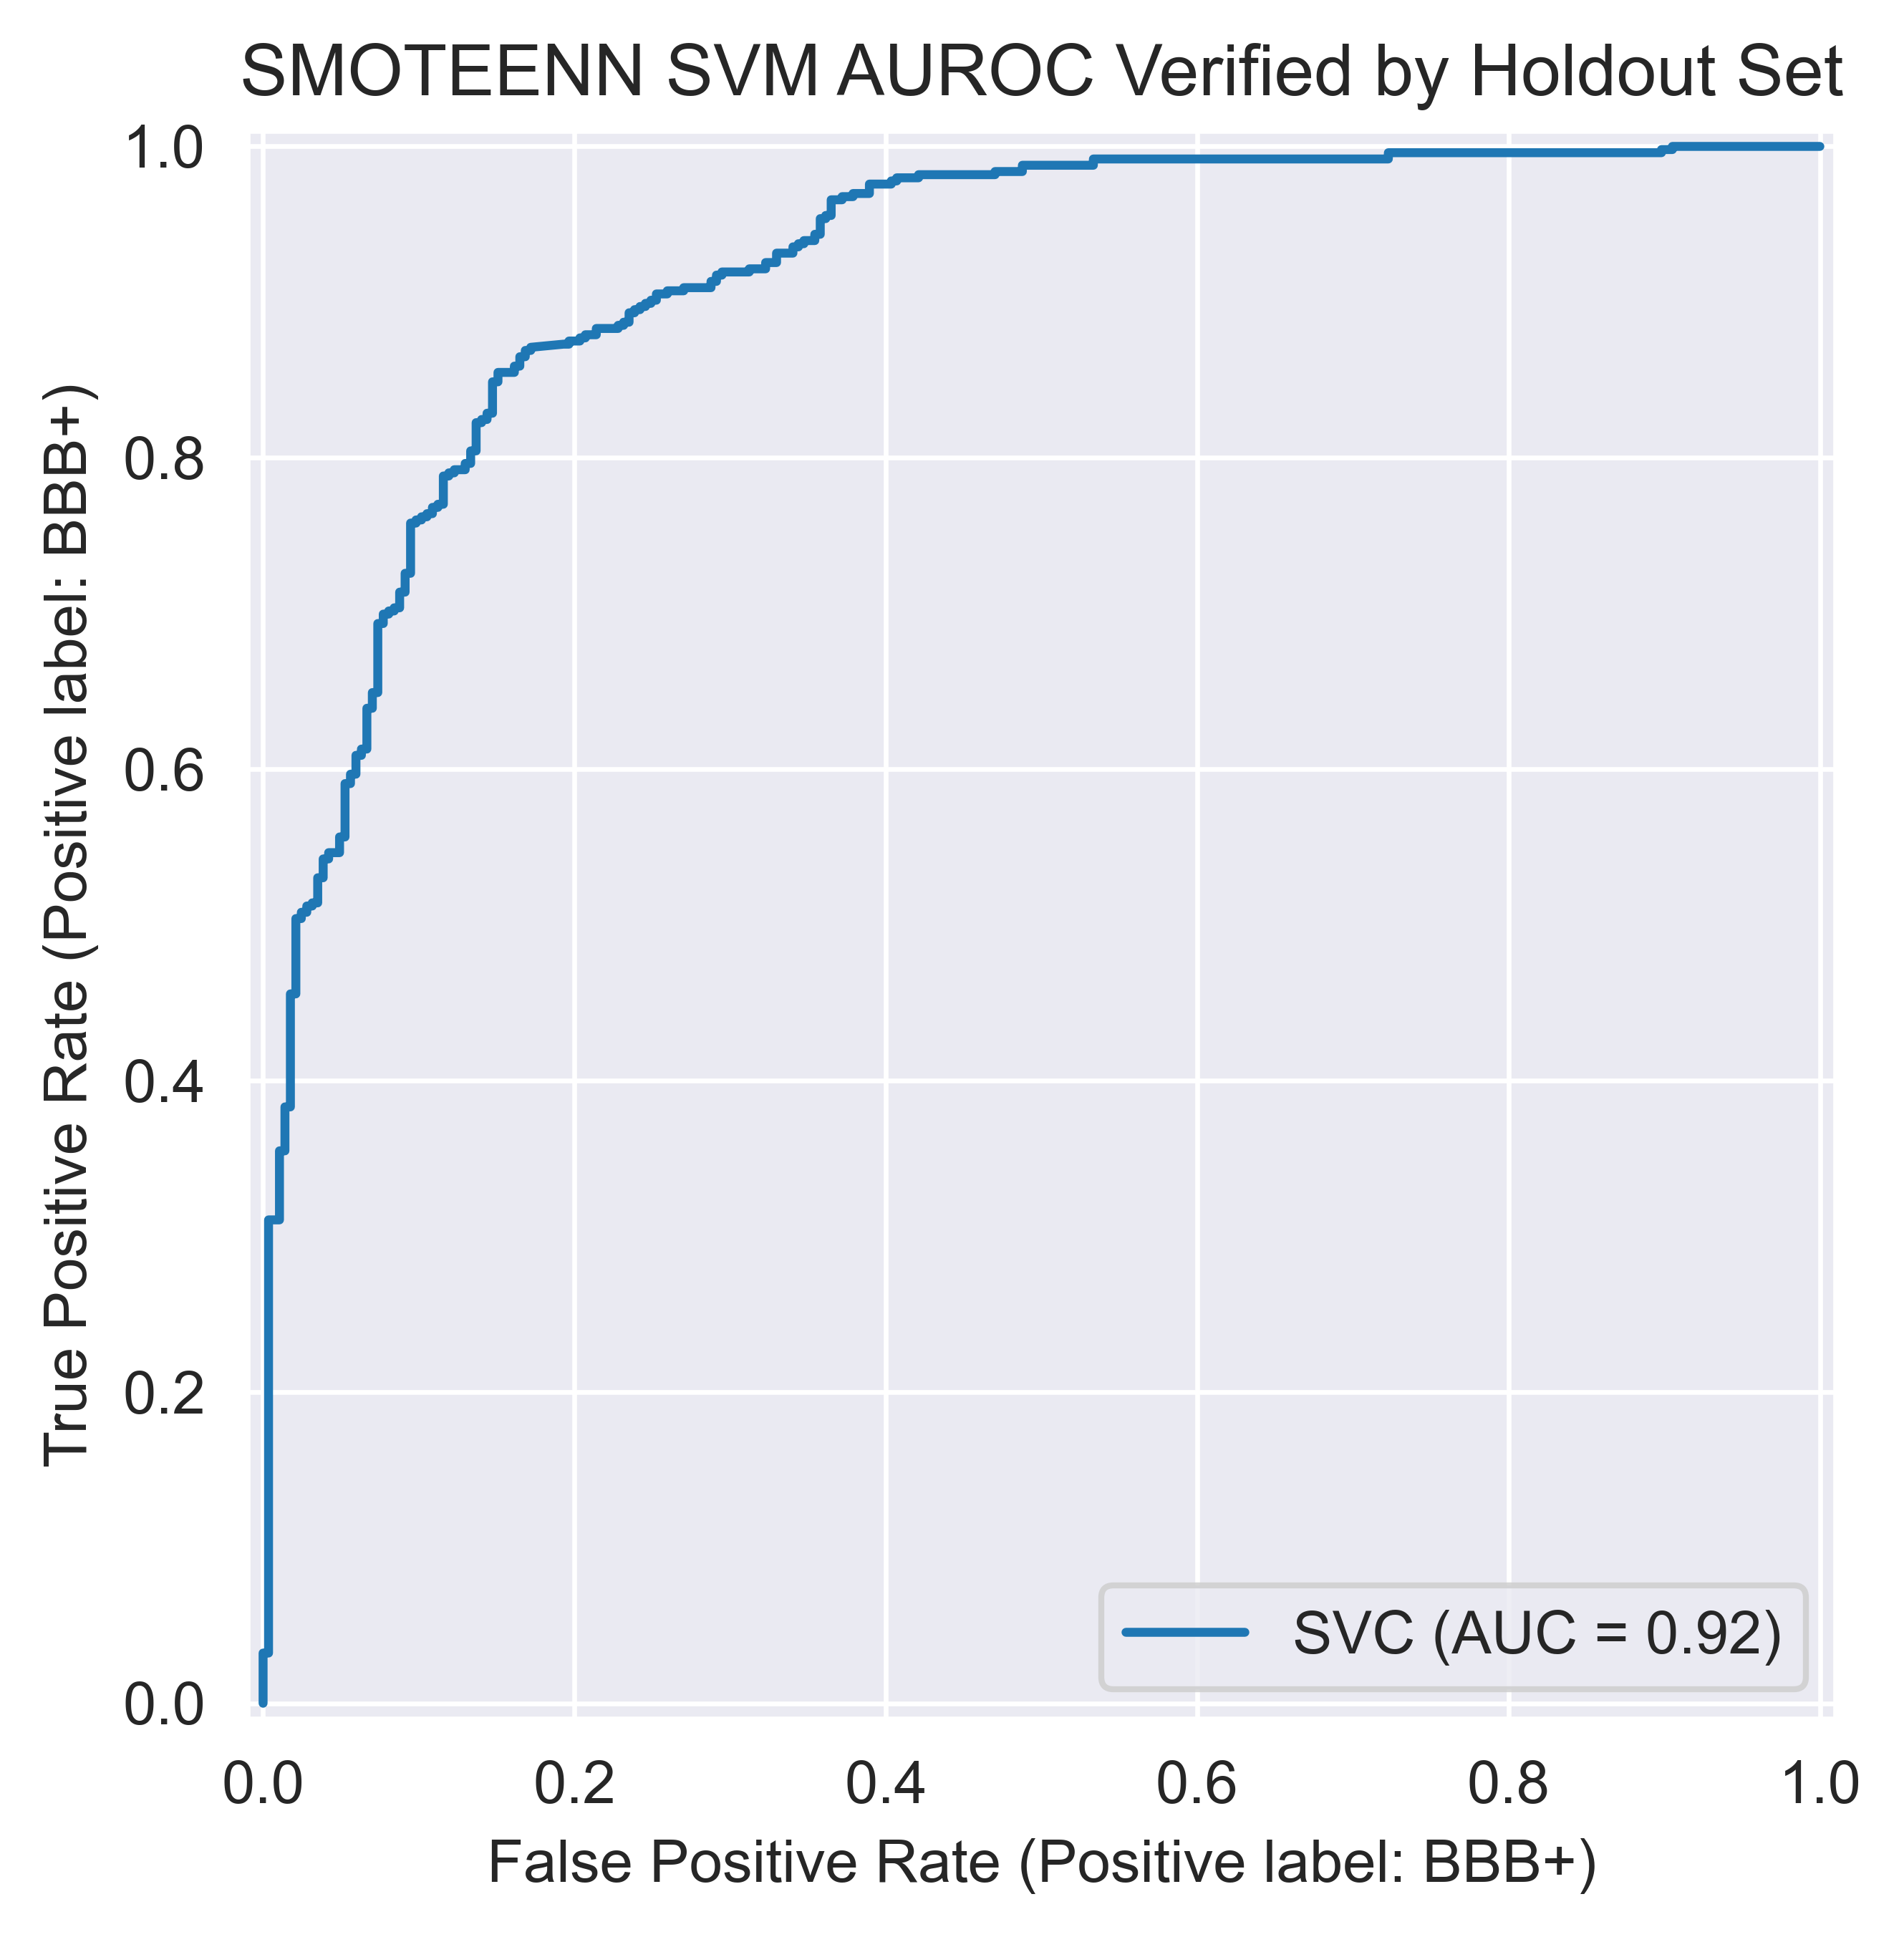 SMOTEENN SVM AUROC Verified by Holdout Set
True Positive Rate (Positive label: BBB+)
1.0
0.8
0.6
0.4
0.2
0.0
SVC (AUC = 0.92)
0.0 0.2 0.4 0.6 0.8 1.0
False Positive Rate (Positive label: BBB+)